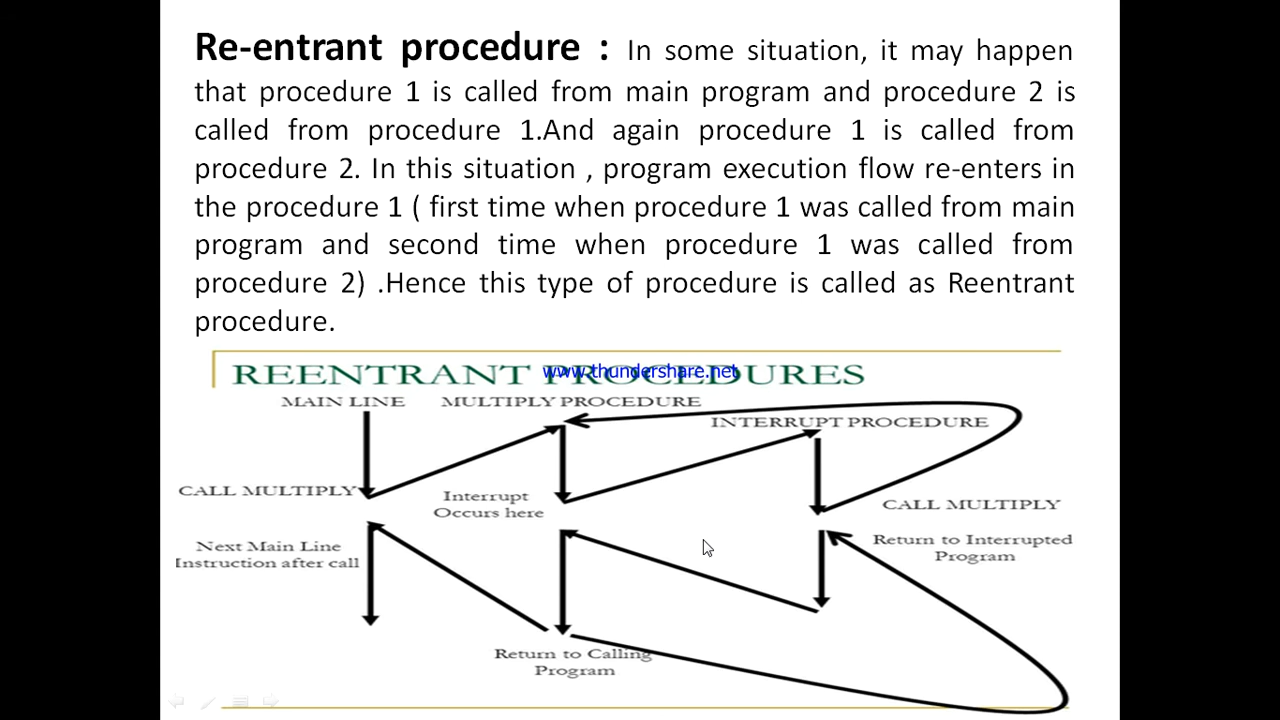 Re-entrant procedure : In some situation, it may happen
that procedure 1 is called from main program and procedure 2 is
called from procedure 1.And again procedure 1 is called from
procedure 2. In this situation , program execution flow re-enters in
the procedure 1 ( first time when procedure 1 was called from main
program and second time when procedure 1 was called from
procedure 2) .Hence this type of procedure is called as Reentrant
procedure.
REENTRANT PROCEDURES
www.thundershare.net
MAIN LINE
MULTIPLY PROCEDURE
INTERRUPT PROCEDURE
CALL MULTIPLY
Interrupt
Occurs here
CALL MULTIPLY
Next Main Line
Instruction after call
Return to Interrupted
Program
Return to Calling
Program